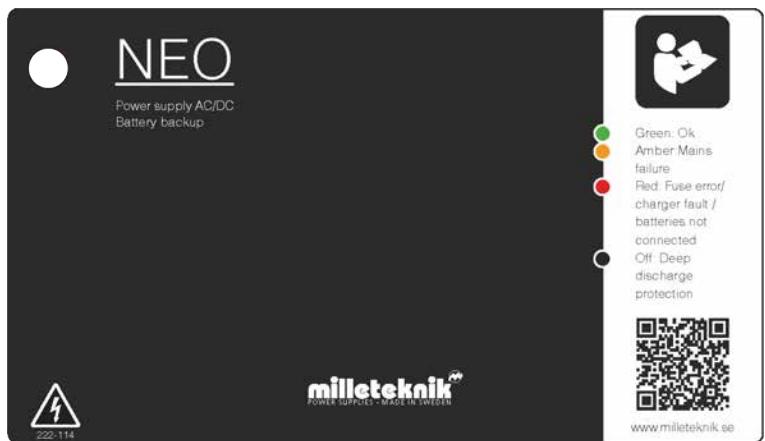 NEO
Power supply AC/DC
Battery backup
Green: Ok
Amber: Mains
failure
Red: Fuse error/
charger fault /
batteries not
connected
Off: Deep
discharge
protection
milleteknik
POWER SUPPLIES - MADE IN SWEDEN
222-114
www.milleteknik.se